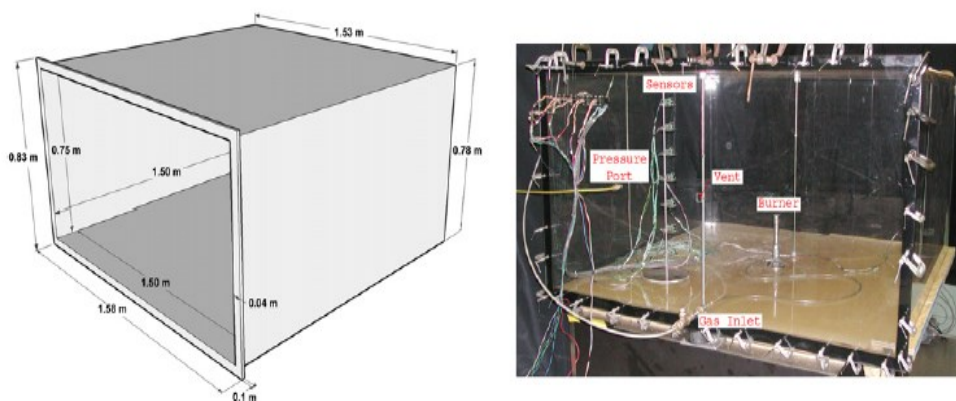 1.53 m
0.83 m
0.75 m
0.78 m
1.50 m
1.50 m
0.04 m
1.58 m
0.1 m
Sensors
Pressure
Port
Vent
Burner
Gas Inlet